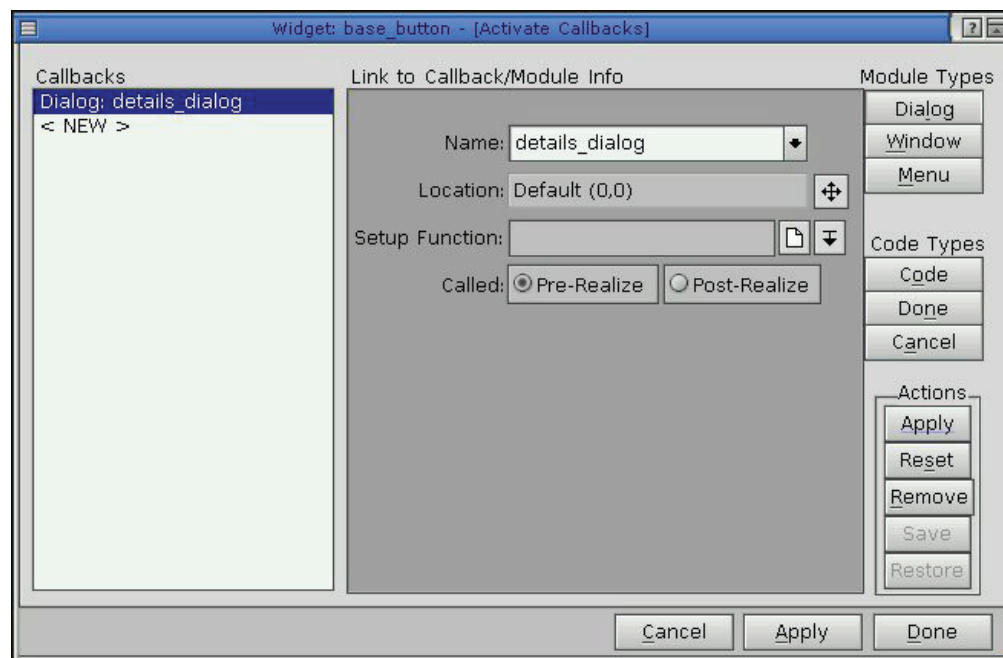 Widget: base_button - [Activate Callbacks]
?
Callbacks
Dialog: details_dialog
< NEW >
Link to Callback/Module Info
Name: details_dialog
Location: Default (0,0)
Setup Function:
Called: Pre-Realize Post-Realize
Module Types
Dialog
Window
Menu
Code Types
Code
Done
Cancel
Actions
Apply
Reset
Remove
Save
Restore
Cancel Apply Done